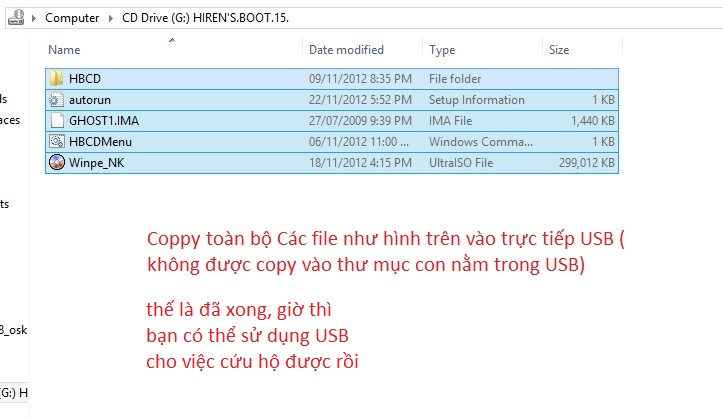 Computer CD Drive (G:) HIREN'S.BOOT.15.
Name Date modified Type Size
HBCD 09/11/2012 8:35 PM File folder
autorun 22/11/2012 5:52 PM Setup Information 1 KB
GHOST1.IMA 27/07/2009 9:39 PM IMA File 1,440 KB
HBCDMenu 06/11/2012 11:00 ... Windows Comma... 1 KB
Winpe_NK 18/11/2012 4:15 PM UltraISO File 299,012 KB
ls
aces
ts
Coppy toàn bộ Các file như hình trên vào trực tiếp USB (
không được copy vào thư mục con nằm trong USB)
thế là đã xong, giờ thì
bạn có thể sử dụng USB
8_osk
cho việc cứu hộ được rồi
(G:) H